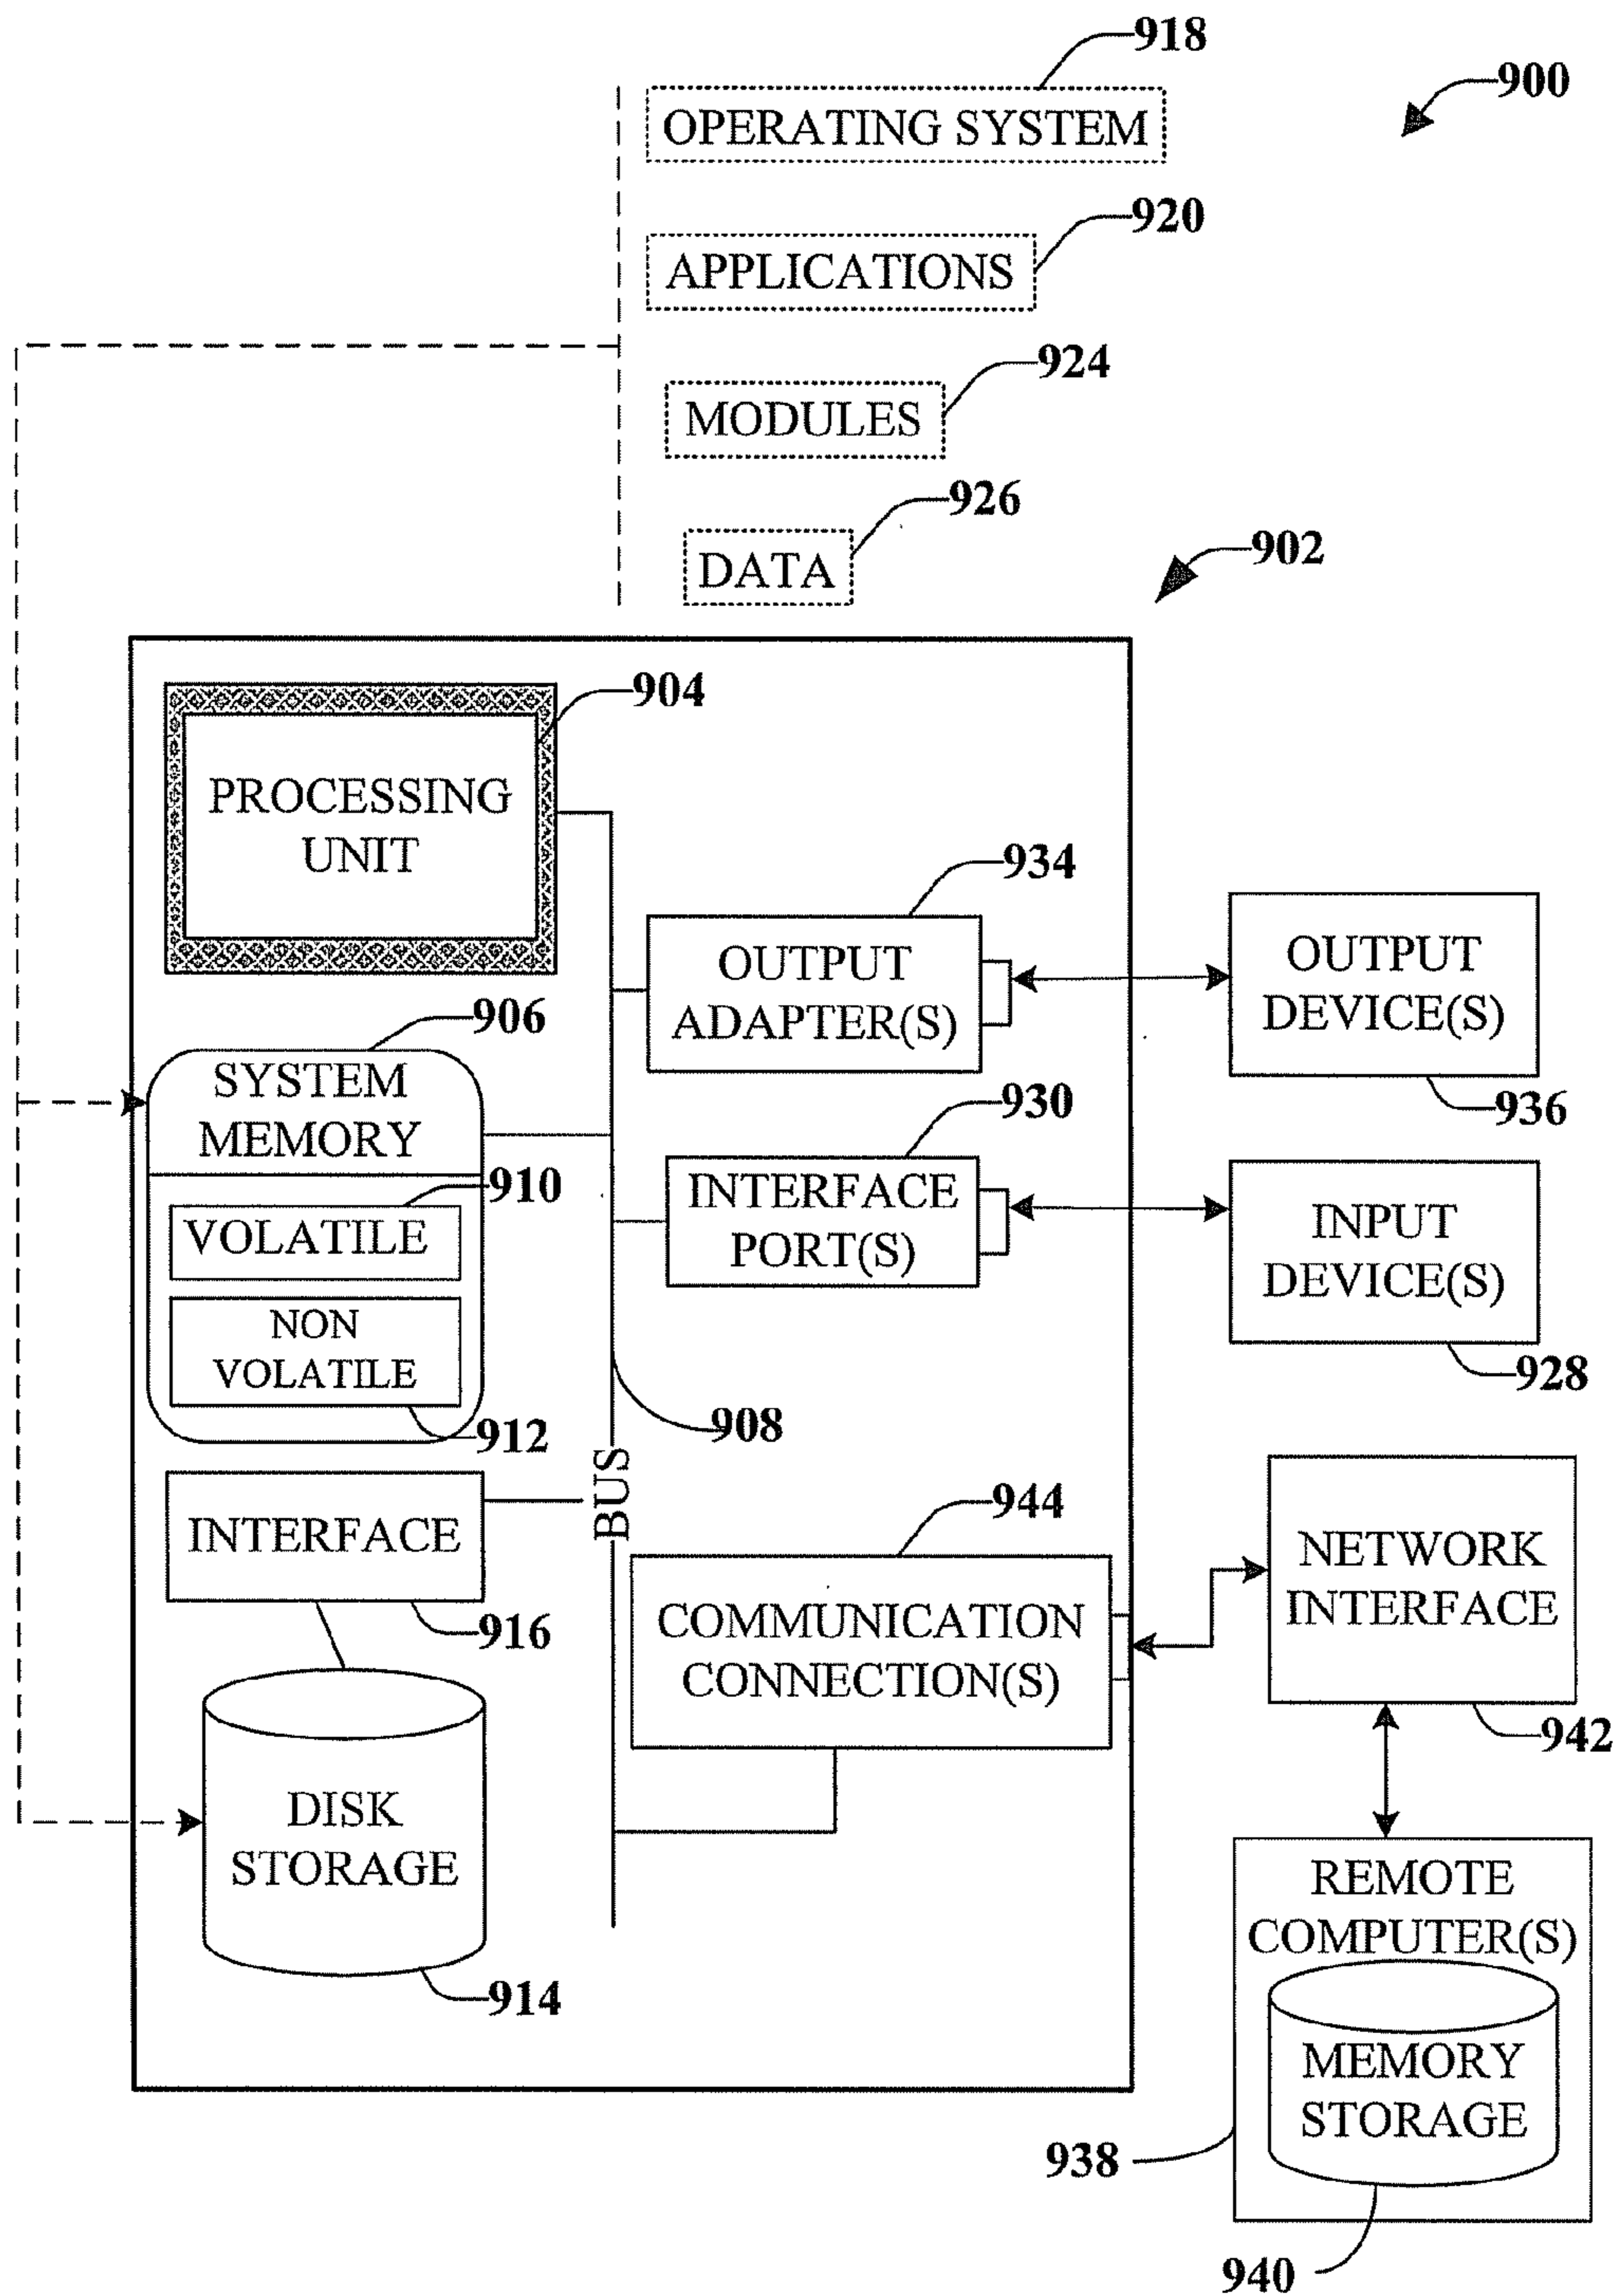 918
900
OPERATING SYSTEM
920
APPLICATIONS
924
MODULES
926
DATA
902
904
PROCESSING
UNIT
934
OUTPUT
ADAPTER(S)
OUTPUT
DEVICE(S)
936
906
SYSTEM
MEMORY
910
VOLATILE
NON
VOLATILE
912
930
INTERFACE
PORT(S)
INPUT
DEVICE(S)
928
908
BUS
INTERFACE
916
944
COMMUNICATION
CONNECTION(S)
NETWORK
INTERFACE
942
DISK
STORAGE
914
REMOTE
COMPUTER(S)
MEMORY
STORAGE
938
940